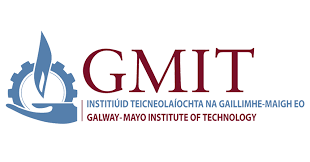 GMIT
INSTITIÚID TEICNEOLAÍOCHTA NA GAILLIMHE-MAIGH EO
GALWAY-MAYO INSTITUTE OF TECHNOLOGY